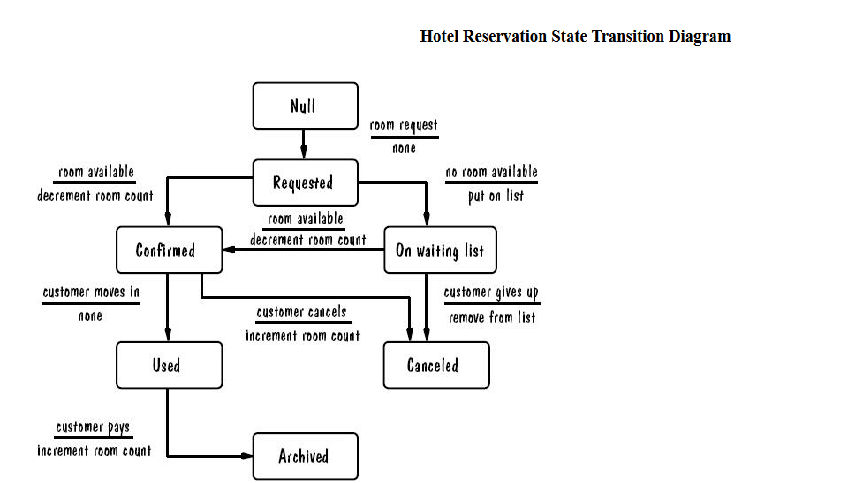 Hotel Reservation State Transition Diagram
Null
room request
none
Requested
room available
decrement room count
no room available
put on list
room available
decrement room count
Confirmed
On waiting list
customer moves in
none
customer cancels
increment room count
customer gives up
remove from list
Used
Canceled
customer pays
increment room count
Archived